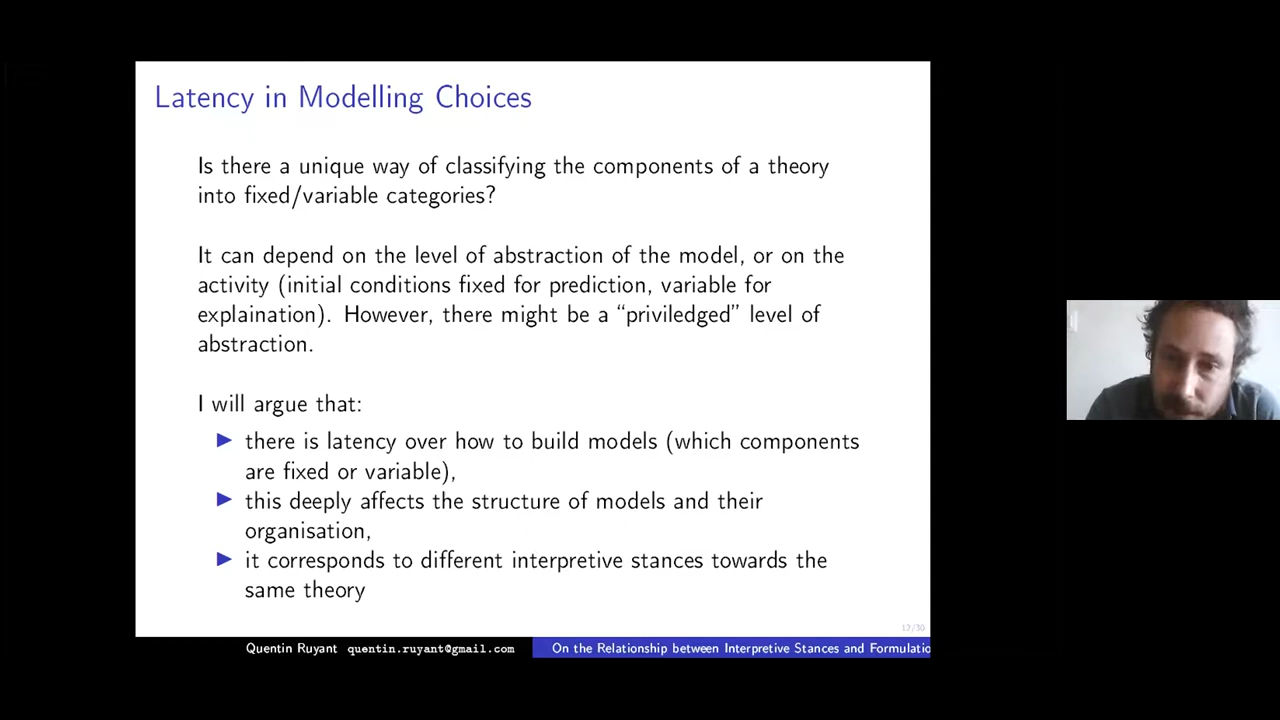 Latency in Modelling Choices
Is there a unique way of classifying the components of a theory
into fixed/variable categories?
It can depend on the level of abstraction of the model, or on the
activity (initial conditions fixed for prediction, variable for
explaination). However, there might be a “priviledged” level of
abstraction.
I will argue that:
▶ there is latency over how to build models (which components
are fixed or variable),
▶ this deeply affects the structure of models and their
organisation,
▶ it corresponds to different interpretive stances towards the
same theory
12/30
Quentin Ruyant quentin.ruyant@gmail.com
On the Relationship between Interpretive Stances and Formulatio